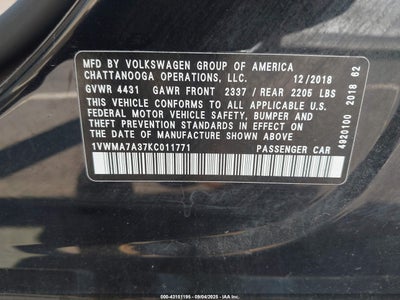 MFD BY VOLKSWAGEN GROUP OF AMERICA
CHATTANOOGA OPERATIONS, LLC. 12/2018
GVWR 4431 GAWR FRONT 2337 / REAR 2205 LBS
THIS VEHICLE CONFORMS TO ALL APPLICABLE U.S.
FEDERAL MOTOR VEHICLE SAFETY, BUMPER AND
THEFT PREVENTION STANDARDS IN EFFECT ON
THE DATE OF MANUFACTURE SHOWN ABOVE
1VWMA7A37KC011771 PASSENGER CAR
4920100 2018 62
000-43101195 - 09/04/2025 - IAA INC.